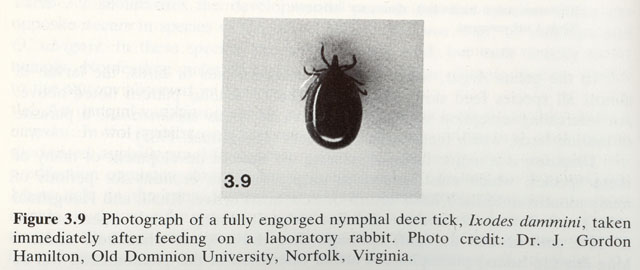 3.9
Figure 3.9 Photograph of a fully engorged nymphal deer tick, Ixodes dammini, taken
immediately after feeding on a laboratory rabbit. Photo credit: Dr. J. Gordon
Hamilton, Old Dominion University, Norfolk, Virginia.